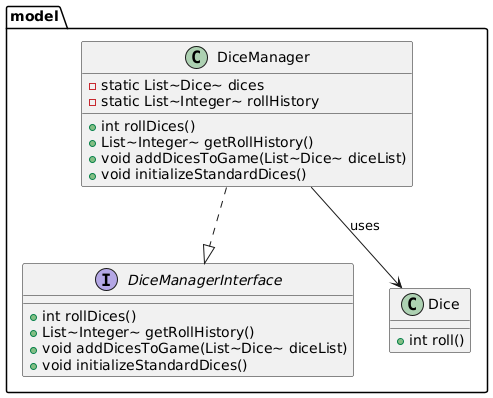 model
C DiceManager
static List~Dice~ dices
static List~Integer~ rollHistory
int rollDices()
List~Integer~ getRollHistory()
void addDicesToGame(List~Dice~ diceList)
void initializeStandardDices()
uses
I DiceManagerInterface
int rollDices()
List~Integer~ getRollHistory()
void addDicesToGame(List~Dice~ diceList)
void initializeStandardDices()
C Dice
int roll()